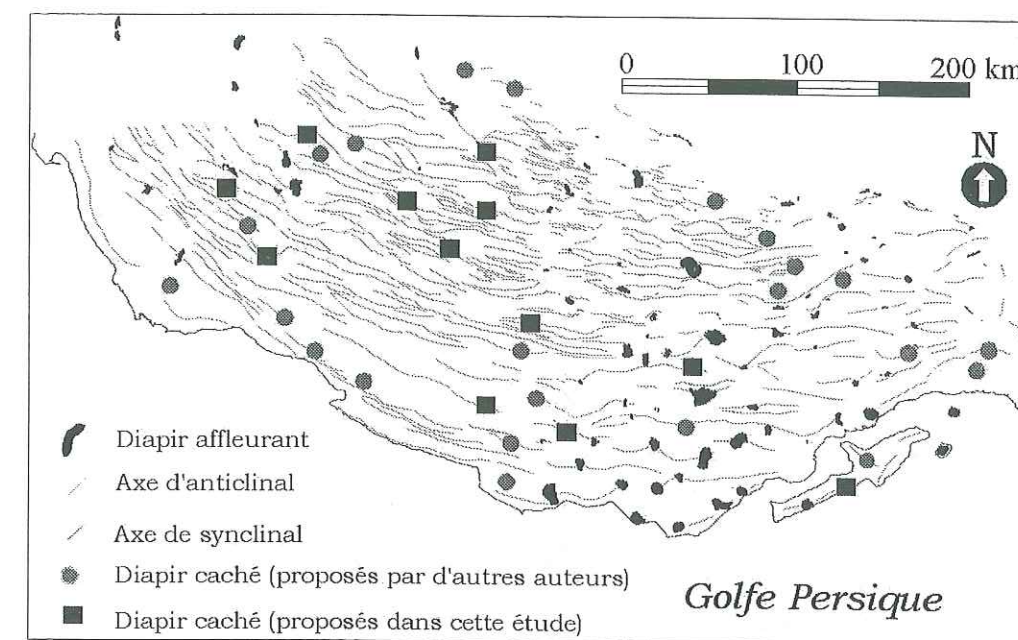 0 100 200 km
N
Diapir affleurant
Axe d'anticlinal
Axe de synclinal
Diapir caché (proposés par d'autres auteurs)
Diapir caché (proposés dans cette étude)
Golfe Persique